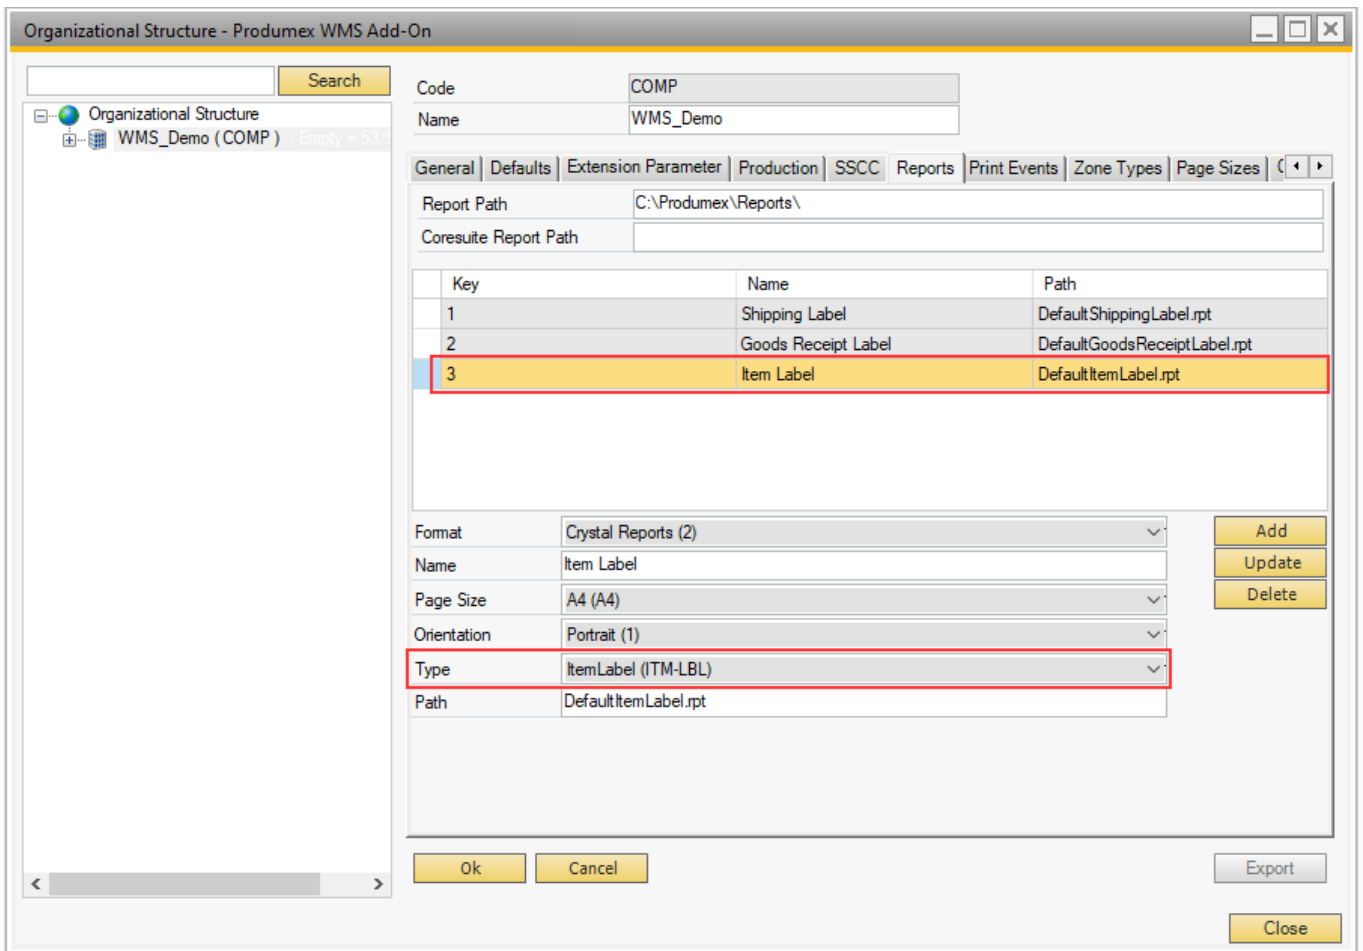 Organizational Structure - Produmex WMS Add-On
Search
Organizational Structure
WMS_Demo ( COMP ) - Empty = 53/
Code COMP
Name WMS_Demo
General Defaults Extension Parameter Production SSCC Reports Print Events Zone Types Page Sizes
Report Path C:\Produmex\Reports\
Coresuite Report Path
Key Name Path
1 Shipping Label DefaultShippingLabel.rpt
2 Goods Receipt Label DefaultGoodsReceiptLabel.rpt
3 Item Label DefaultItemLabel.rpt
Format Crystal Reports (2) Add
Name Item Label Update
Page Size A4 (A4) Delete
Orientation Portrait (1)
Type ItemLabel (ITM-LBL)
Path DefaultItemLabel.rpt
Ok Cancel Export
Close